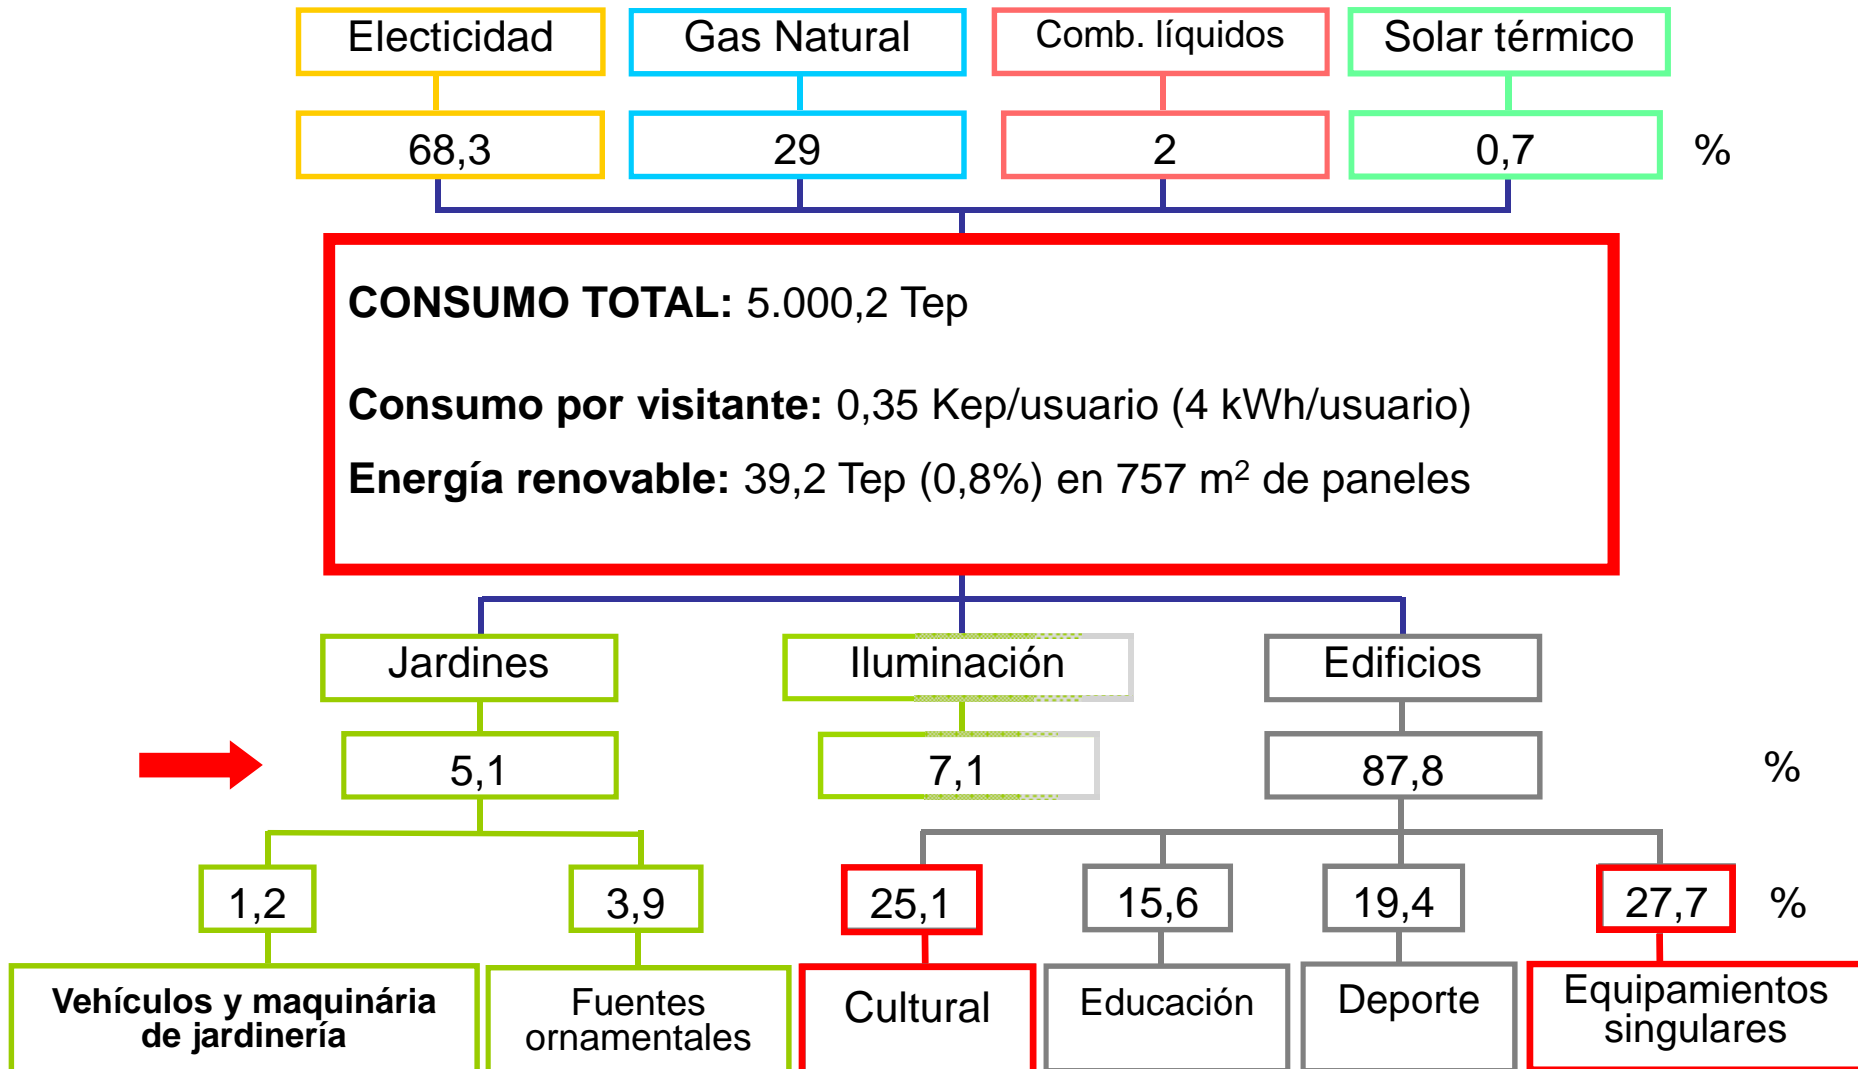 Electicidad
Gas Natural
Comb. líquidos
Solar térmico
68,3
29
2
0,7
%
CONSUMO TOTAL: 5.000,2 Tep
Consumo por visitante: 0,35 Kep/usuario (4 kWh/usuario)
Energía renovable: 39,2 Tep (0,8%) en 757 m² de paneles
Jardines
Iluminación
Edificios
5,1
7,1
87,8
%
1,2
3,9
25,1
15,6
19,4
27,7
%
Vehículos y maquinária
de jardinería
Fuentes
ornamentales
Cultural
Educación
Deporte
Equipamientos
singulares